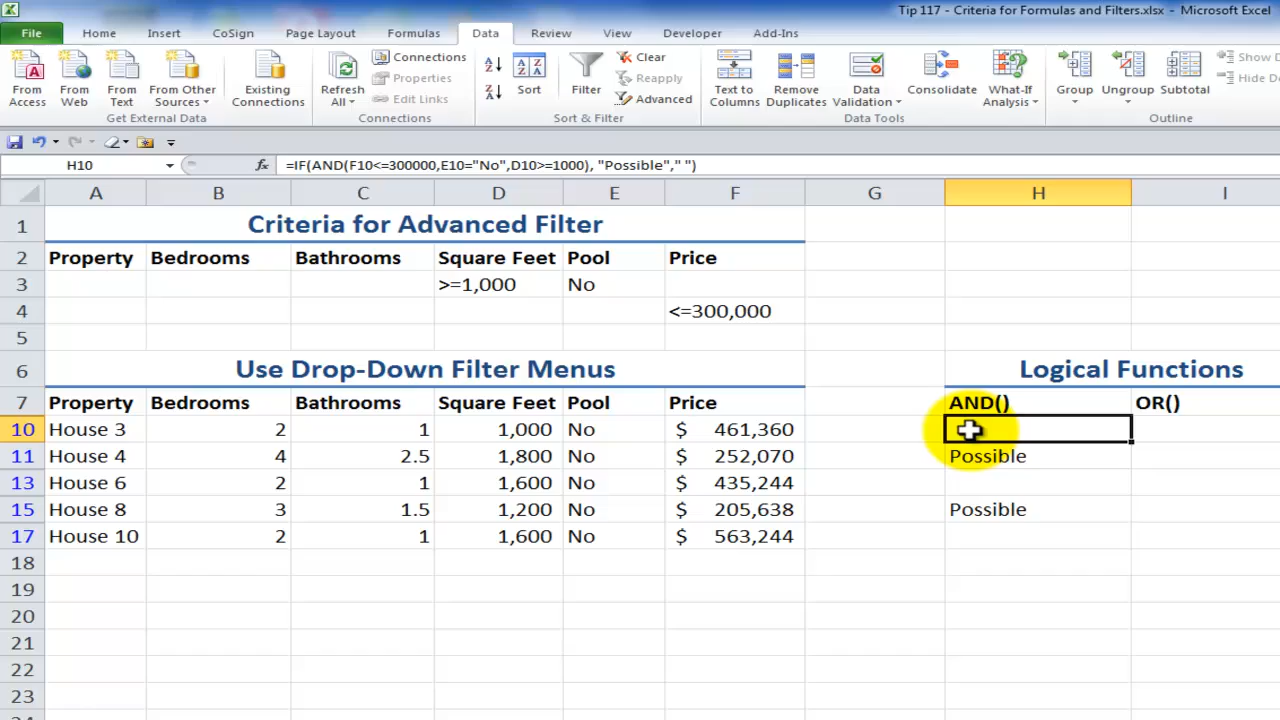 Tip 117 - Criteria for Formulas and Filters.xlsx - Microsoft Excel
File Home Insert CoSign Page Layout Formulas Data Review View Developer Add-Ins
From Access
From Web
From Text
From Other Sources
Existing Connections
Refresh All
Connections
Properties
Edit Links
Sort
Filter
Clear
Reapply
Advanced
Text to Columns
Remove Duplicates
Data Validation
Consolidate
What-If Analysis
Group
Ungroup
Subtotal
Show D
Hide De
Get External Data Connections Sort & Filter Data Tools Outline
H10 fx =IF(AND(F10<=300000,E10="No",D10>=1000), "Possible"," ")
A B C D E F G H I
1 Criteria for Advanced Filter
2 Property Bedrooms Bathrooms Square Feet Pool Price
3 >=1,000 No
4 <=300,000
5
6 Use Drop-Down Filter Menus Logical Functions
7 Property Bedrooms Bathrooms Square Feet Pool Price AND() OR()
10 House 3 2 1 1,000 No $ 461,360
11 House 4 4 2.5 1,800 No $ 252,070 Possible
13 House 6 2 1 1,600 No $ 435,244
15 House 8 3 1.5 1,200 No $ 205,638 Possible
17 House 10 2 1 1,600 No $ 563,244
18
19
20
21
22
23